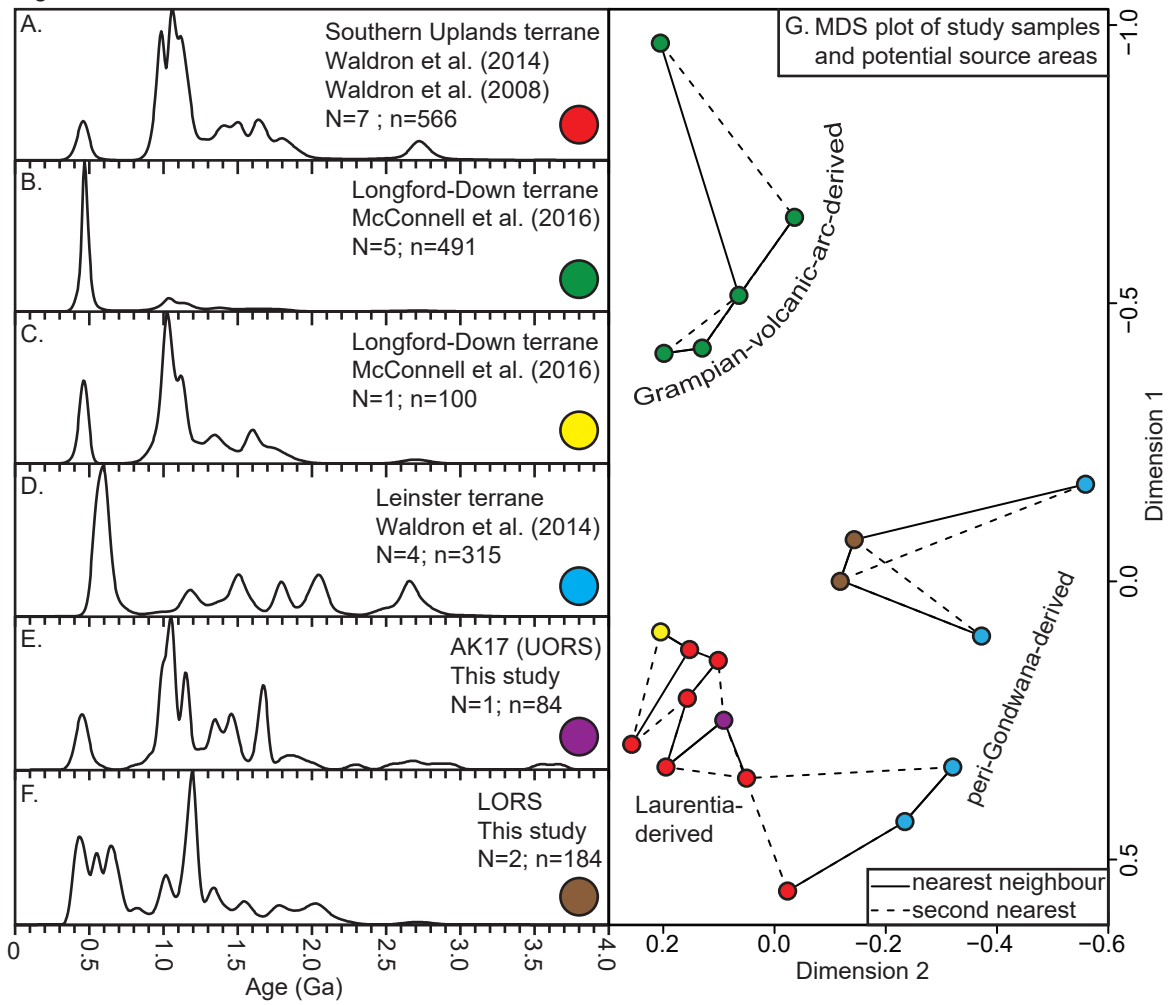 A.
Southern Uplands terrane
Waldron et al. (2014)
Waldron et al. (2008)
N=7 ; n=566
B.
Longford-Down terrane
McConnell et al. (2016)
N=5; n=491
C.
Longford-Down terrane
McConnell et al. (2016)
N=1; n=100
D.
Leinster terrane
Waldron et al. (2014)
N=4; n=315
E.
AK17 (UORS)
This study
N=1; n=84
F.
LORS
This study
N=2; n=184
0 0.5 1.0 1.5 2.0 2.5 3.0 3.5 4.0
Age (Ga)
G. MDS plot of study samples
and potential source areas
Grampian-volcanic-arc-derived
peri-Gondwana-derived
Laurentia-
derived
nearest neighbour
second nearest
−1.0
−0.5
0.0
0.5
Dimension 1
0.2 0.0 −0.2 −0.4 −0.6
Dimension 2